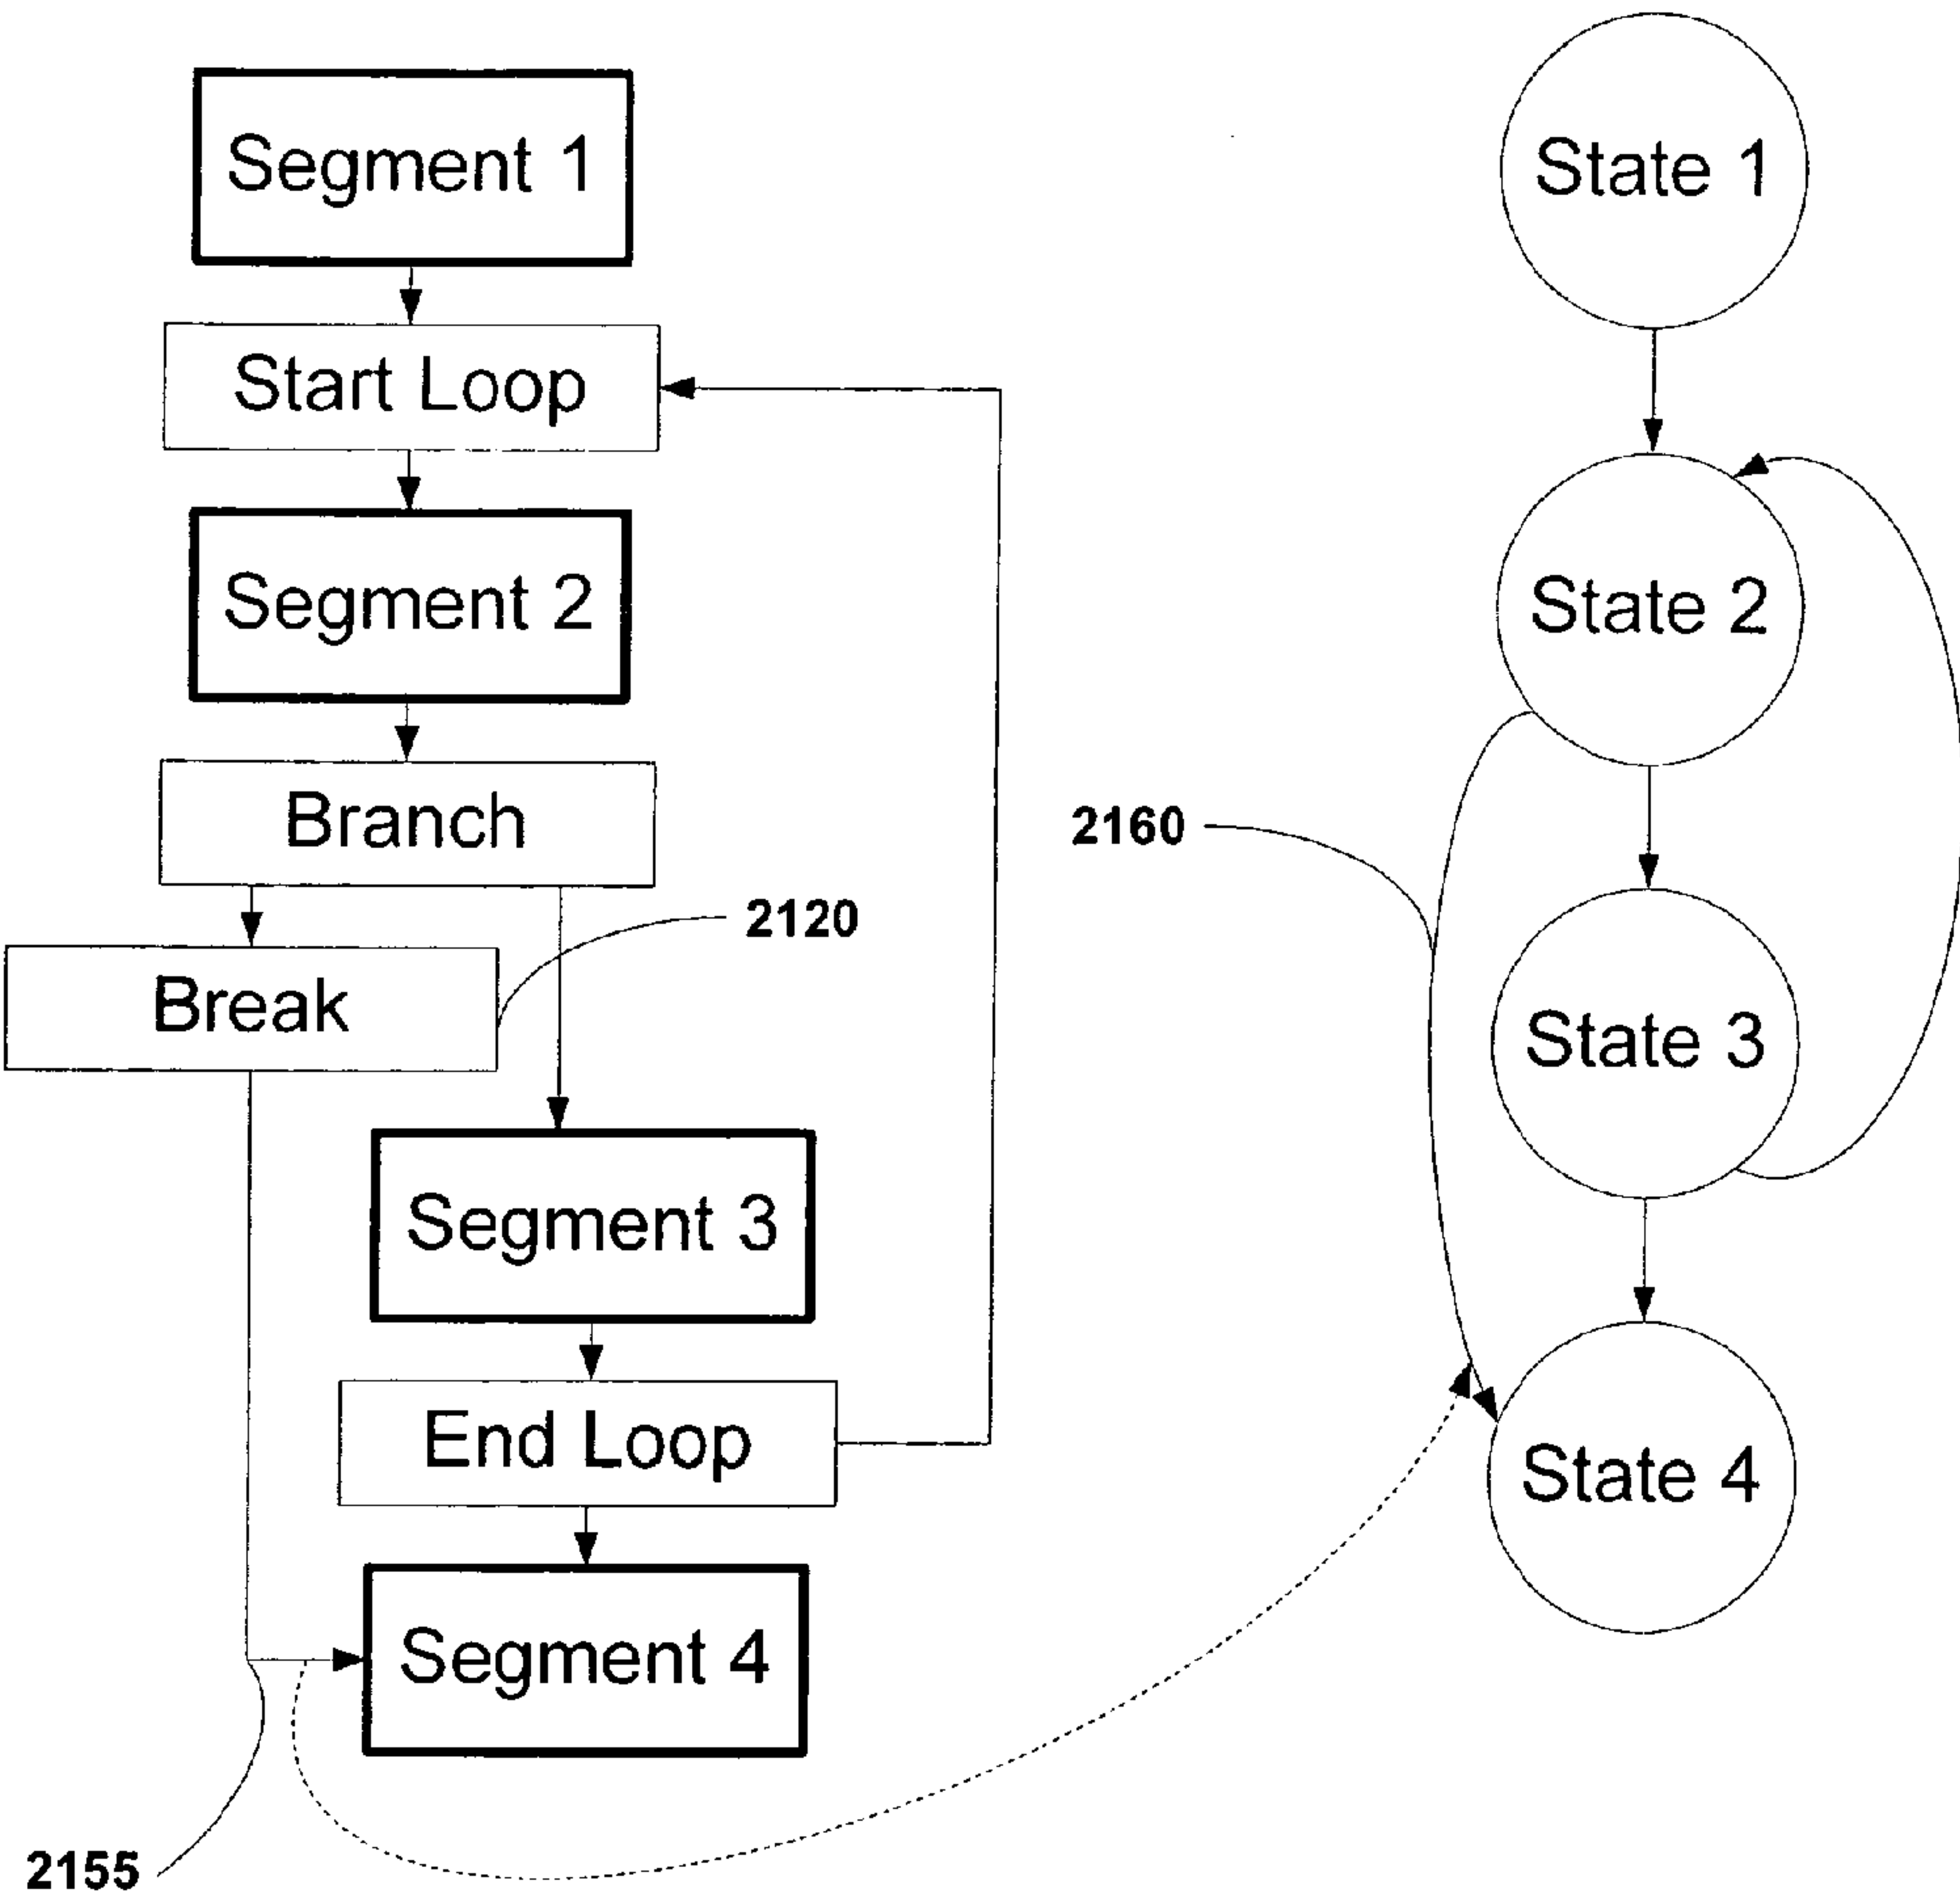 Segment 1
Start Loop
Segment 2
Branch
2120
Break
Segment 3
End Loop
Segment 4
2155
State 1
State 2
2160
State 3
State 4